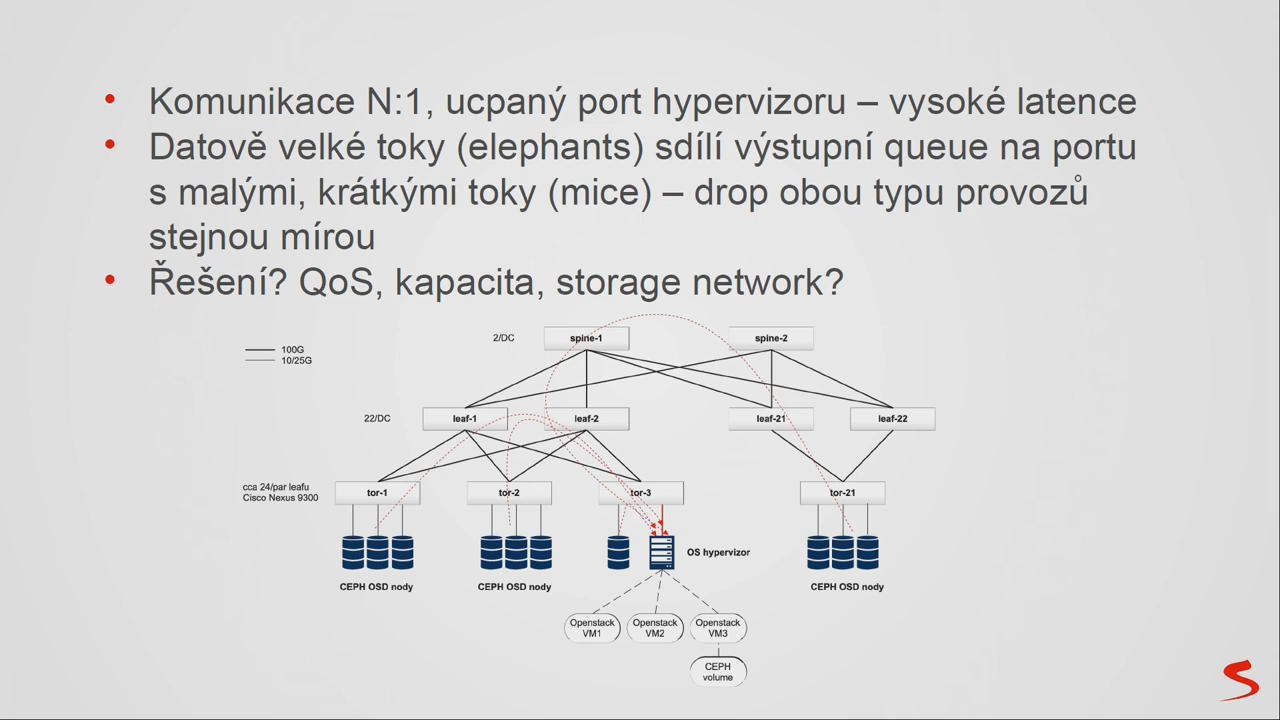 Komunikace N:1, ucpaný port hypervizoru – vysoké latence
Datově velké toky (elephants) sdílí výstupní queue na portu
s malými, krátkými toky (mice) – drop obou typu provozů
stejnou mírou
Řešení? QoS, kapacita, storage network?
2/DC
spine-1
spine-2
100G
10/25G
22/DC
leaf-1
leaf-2
leaf-21
leaf-22
cca 24/par leafu
Cisco Nexus 9300
tor-1
tor-2
tor-3
tor-21
OS hypervizor
CEPH OSD nody
CEPH OSD nody
CEPH OSD nody
Openstack
VM1
Openstack
VM2
Openstack
VM3
CEPH
volume